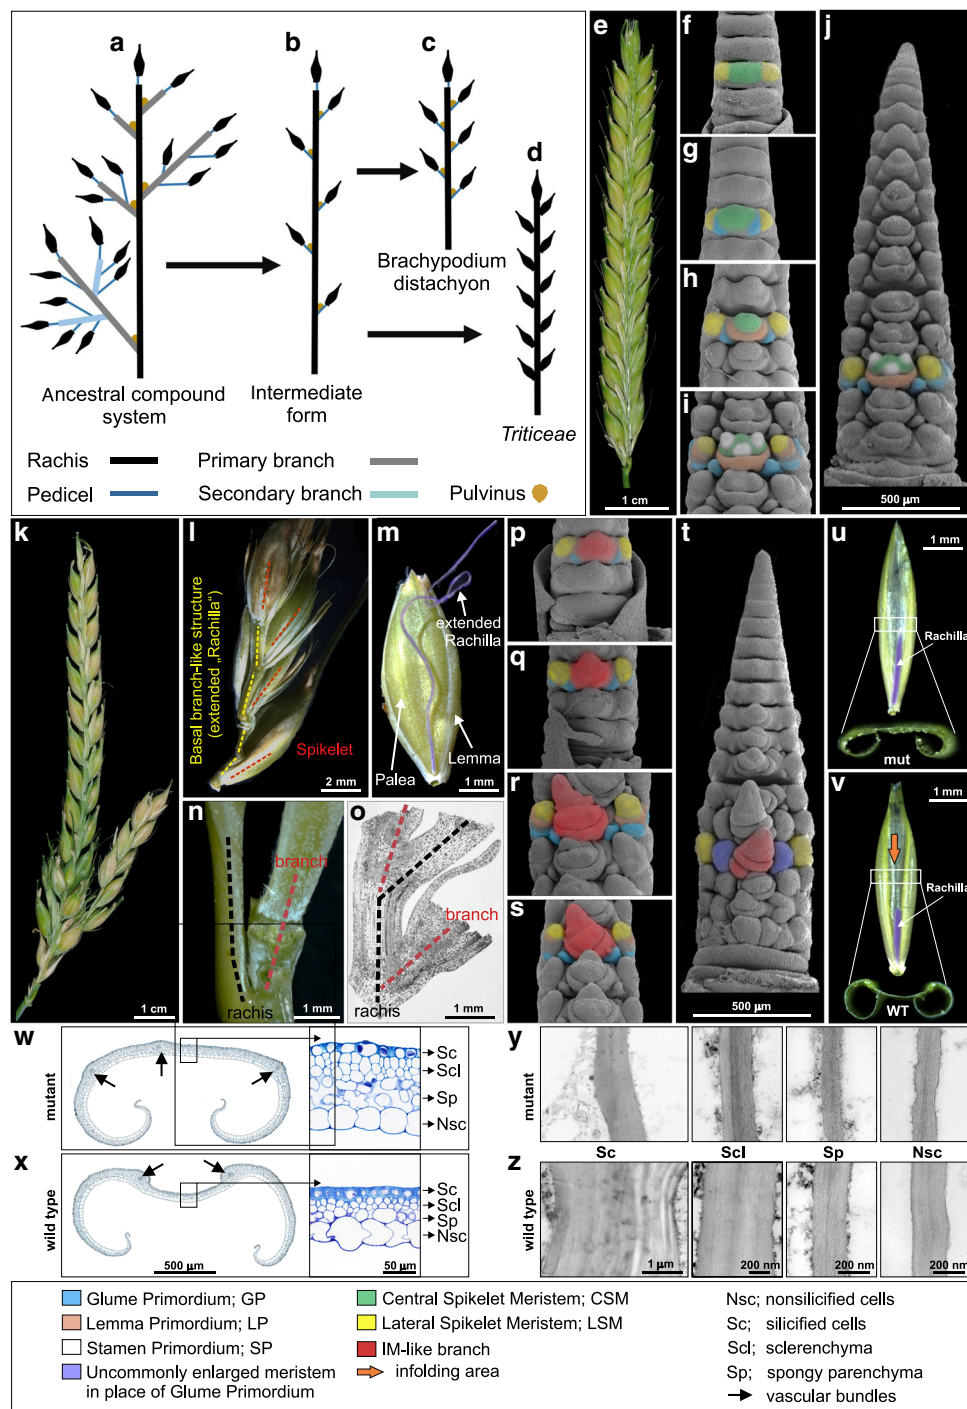 a
b
c
d
Brachypodium
distachyon
Ancestral compound
system
Intermediate
form
Triticeae
Rachis
Primary branch
Pedicel
Secondary branch
Pulvinus
e
1 cm
f
g
h
i
j
500 µm
k
1 cm
l
Basal branch-like structure
(extended „Rachilla“)
Spikelet
2 mm
m
extended
Rachilla
Palea
Lemma
1 mm
n
branch
rachis
1 mm
o
branch
rachis
1 mm
p
q
r
s
t
500 µm
u
1 mm
Rachilla
mut
v
1 mm
Rachilla
WT
w
mutant
Sc
Scl
Sp
Nsc
x
wild type
Sc
Scl
Sp
Nsc
500 µm
50 µm
y
mutant
Sc
Scl
Sp
Nsc
z
wild type
1 µm
200 nm
200 nm
200 nm
Glume Primordium; GP
Lemma Primordium; LP
Stamen Primordium; SP
Uncommonly enlarged meristem
in place of Glume Primordium
Central Spikelet Meristem; CSM
Lateral Spikelet Meristem; LSM
IM-like branch
infolding area
Nsc; nonsilicified cells
Sc; silicified cells
Scl; sclerenchyma
Sp; spongy parenchyma
vascular bundles